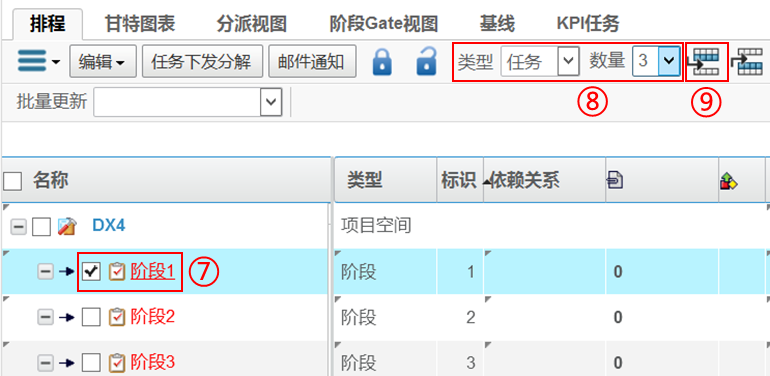 排程 甘特图表 分派视图 阶段Gate视图 基线 KPI任务
编辑 任务下发分解 邮件通知 类型 任务 数量 3
⑧ ⑨
批量更新
名称 类型 标识 依赖关系
DX4 项目空间
阶段1 ⑦ 阶段 1 0
阶段2 阶段 2 0
阶段3 阶段 3 0